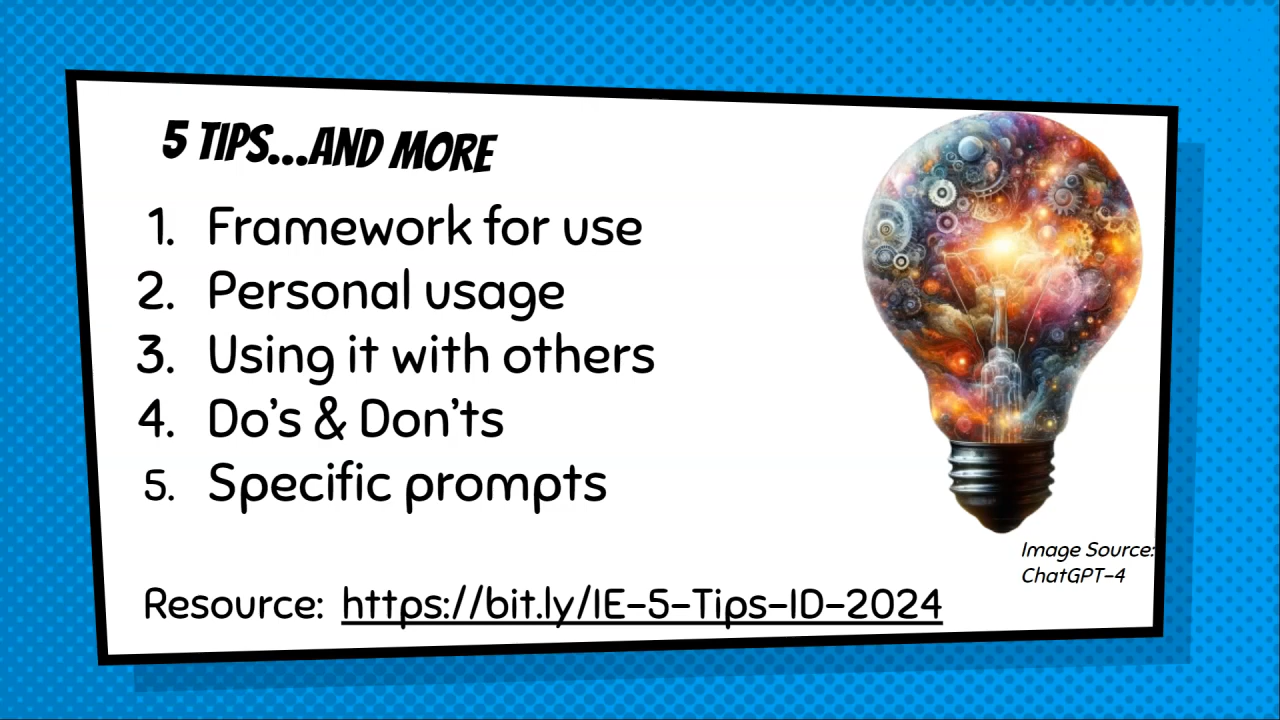 5 TIPS...AND MORE
1. Framework for use
2. Personal usage
3. Using it with others
4. Do’s & Don’ts
5. Specific prompts
Image Source:
ChatGPT-4
Resource: https://bit.ly/IE-5-Tips-ID-2024